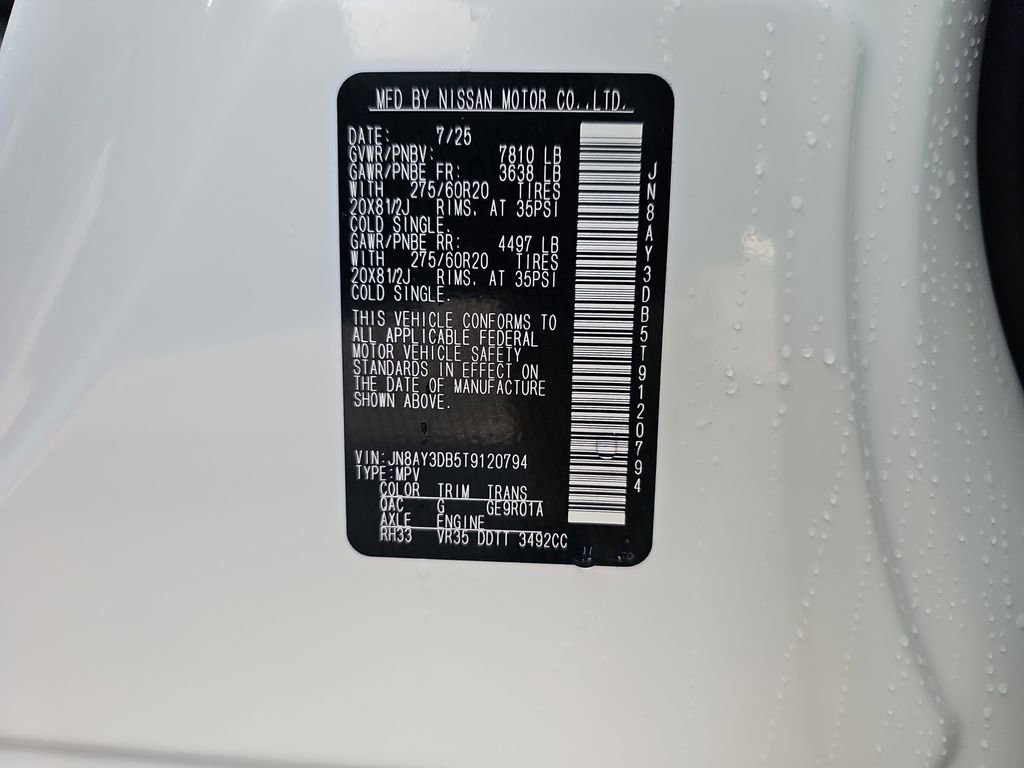 MFD BY NISSAN MOTOR CO.,LTD.
DATE: 7/25
GVWR/PNBV: 7810 LB
GAWR/PNBE FR: 3638 LB
WITH 275/60R20 TIRES
20X81/2J RIMS. AT 35PSI
COLD SINGLE.
GAWR/PNBE RR: 4497 LB
WITH 275/60R20 TIRES
20X81/2J RIMS. AT 35PSI
COLD SINGLE.
THIS VEHICLE CONFORMS TO
ALL APPLICABLE FEDERAL
MOTOR VEHICLE SAFETY
STANDARDS IN EFFECT ON
THE DATE OF MANUFACTURE
SHOWN ABOVE.
VIN:JN8AY3DB5T9120794
TYPE:MPV
COLOR TRIM TRANS
QAC G GE9R01A
AXLE ENGINE
RH33 VR35 DDTT 3492CC
JN8AY3DB5T9120794